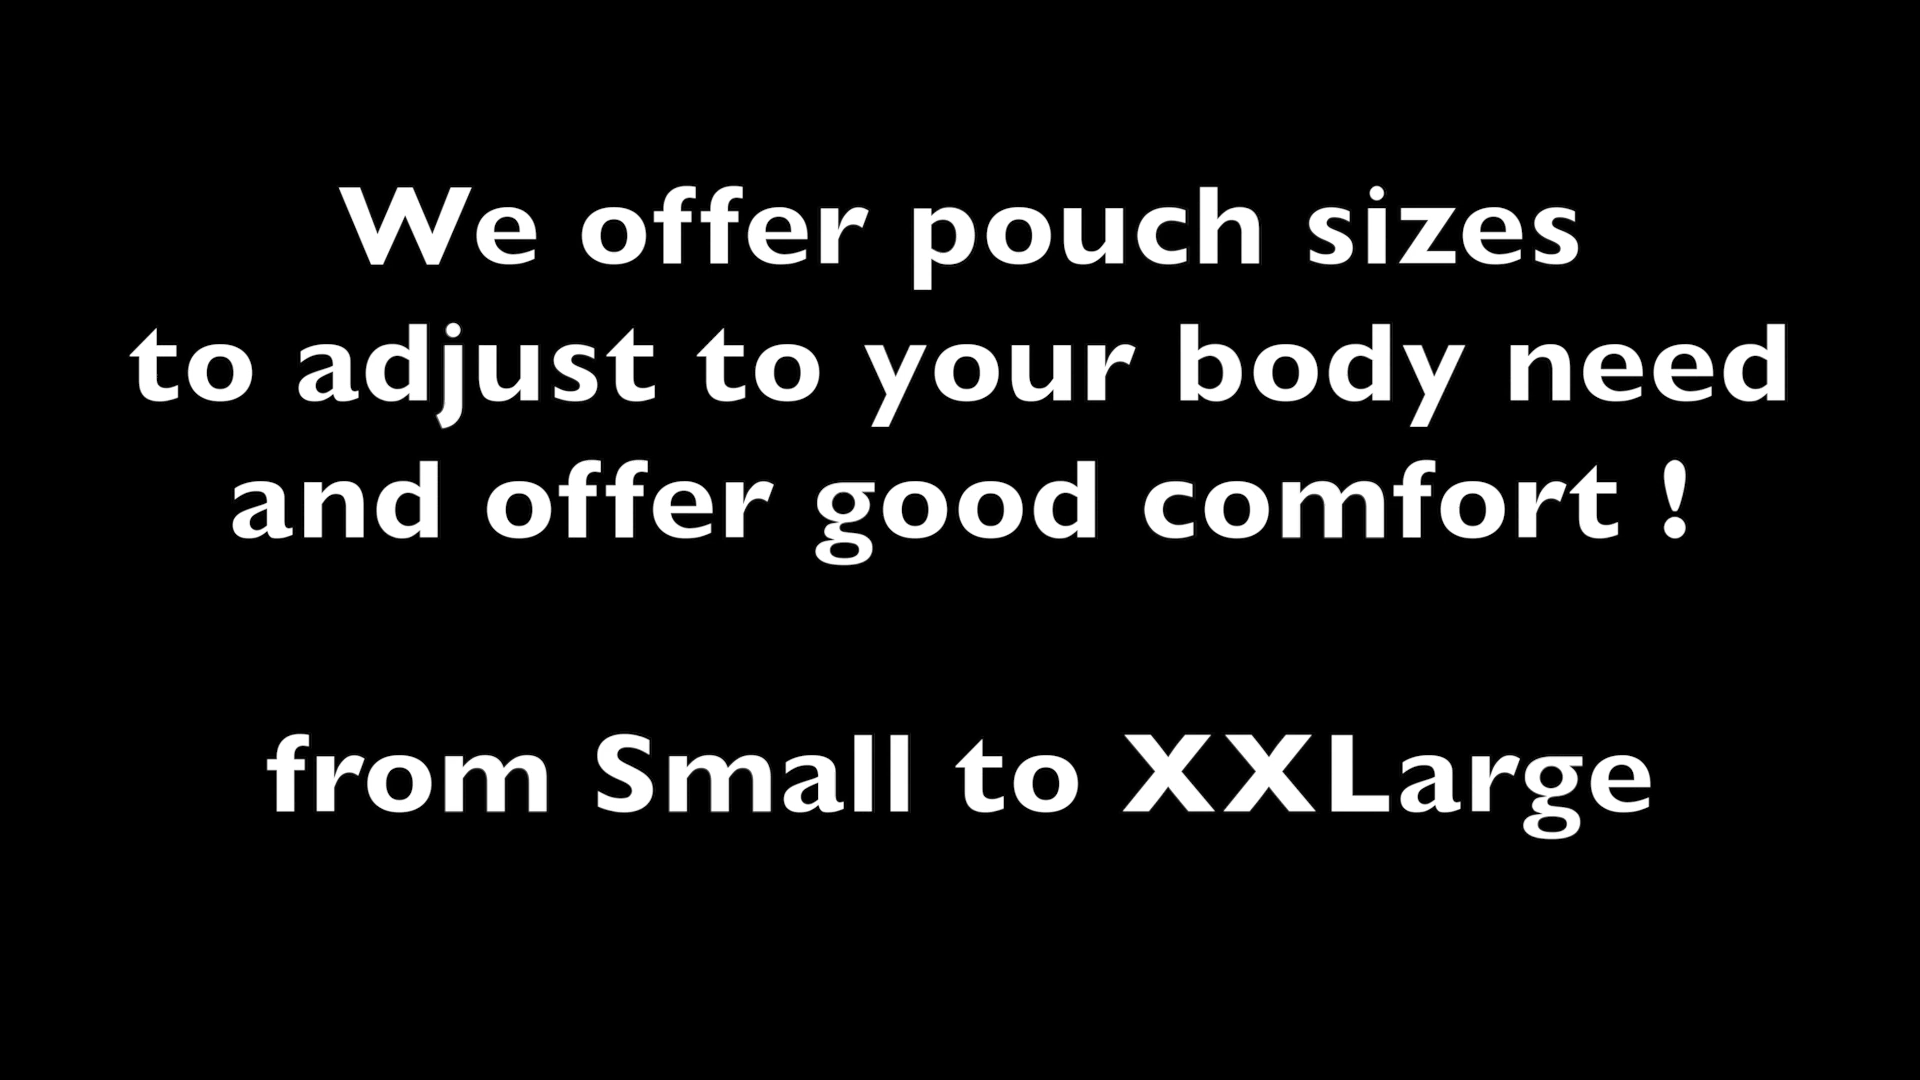 We offer pouch sizes
to adjust to your body need
and offer good comfort !
from Small to XXLarge